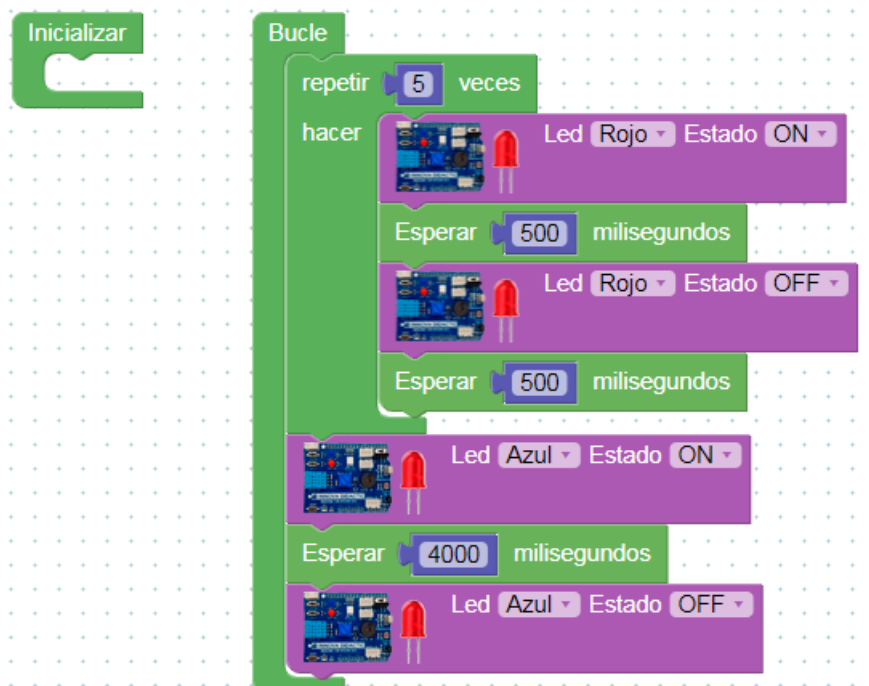 Inicializar
Bucle
repetir 5 veces
hacer
Led Rojo Estado ON
Esperar 500 milisegundos
Led Rojo Estado OFF
Esperar 500 milisegundos
Led Azul Estado ON
Esperar 4000 milisegundos
Led Azul Estado OFF